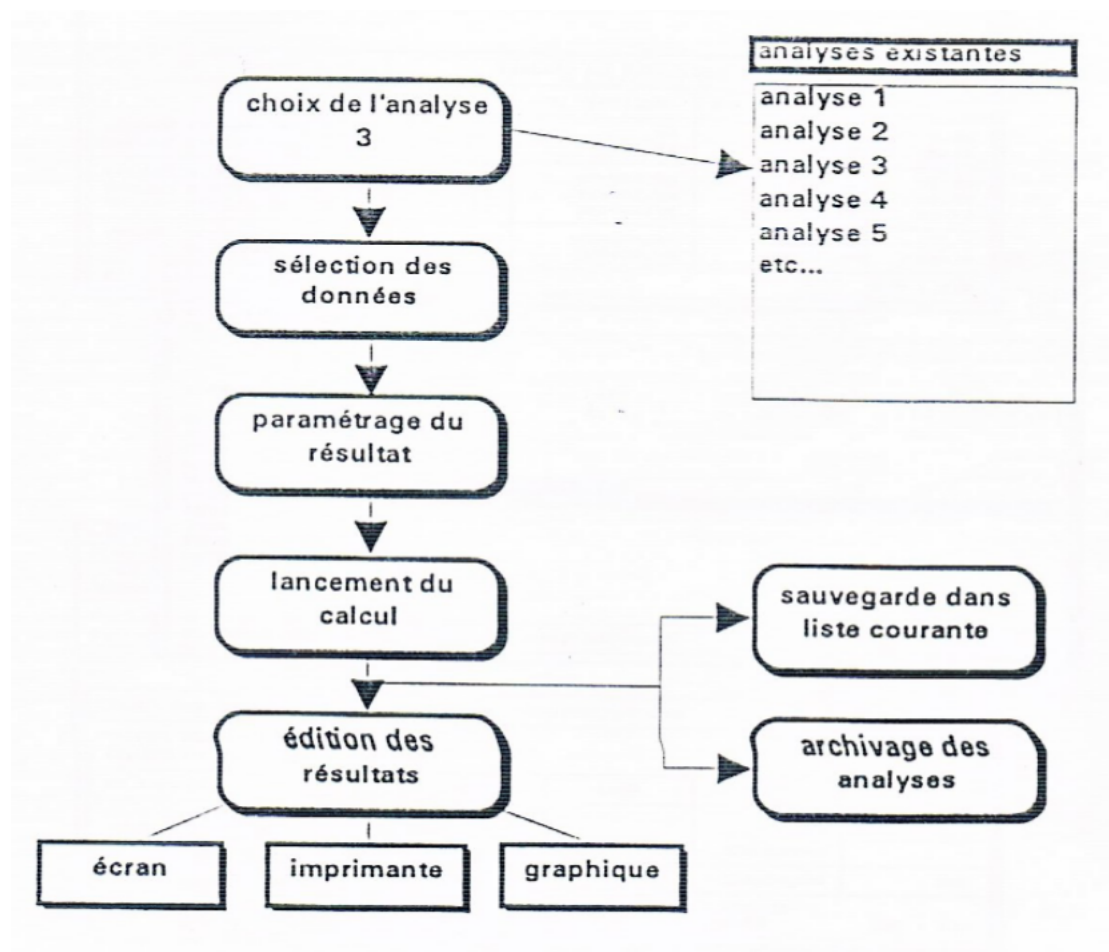 analyses existantes
choix de l'analyse
3
analyse 1
analyse 2
analyse 3
analyse 4
analyse 5
etc...
sélection des
données
paramétrage du
résultat
lancement du
calcul
sauvegarde dans
liste courante
édition des
résultats
archivage des
analyses
écran
imprimante
graphique